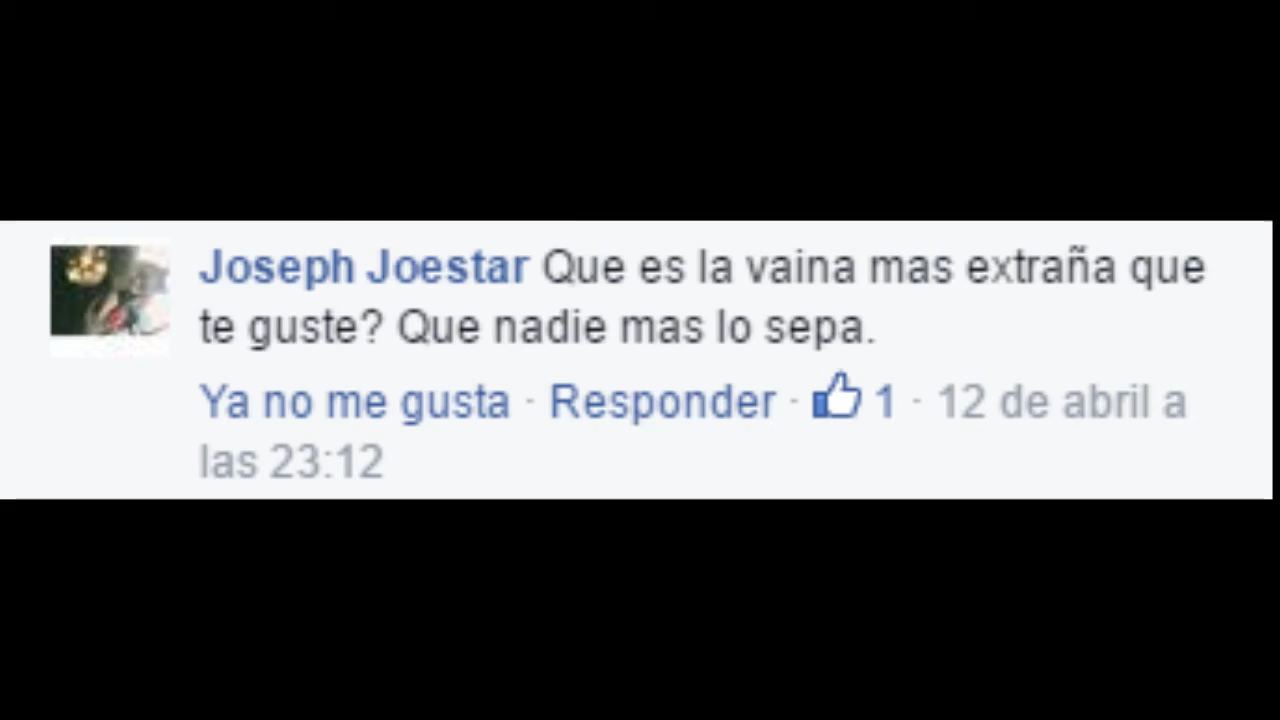 Joseph Joestar Que es la vaina mas extraña que
te guste? Que nadie mas lo sepa.
Ya no me gusta · Responder · 1 · 12 de abril a
las 23:12